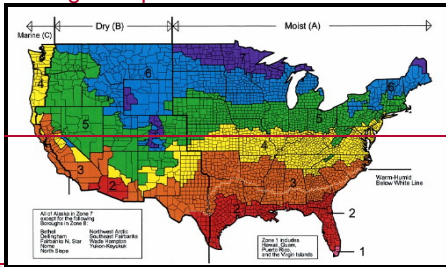 Marine (C)
Dry (B)
Moist (A)
7
6
6
4
5
5
4
3
3
2
2
2
2
1
Warm-Humid
Below White Line
All of Alaska in Zone 7
except for the following
Boroughs in Zone 8:
Bethel Northwest Arctic
Dellingham Southeast Fairbanks
Fairbanks N. Star Wade Hampton
Nome Yukon-Koyukuk
North Slope
Zone 1 includes
Hawaii, Guam,
Puerto Rico,
and the Virgin Islands